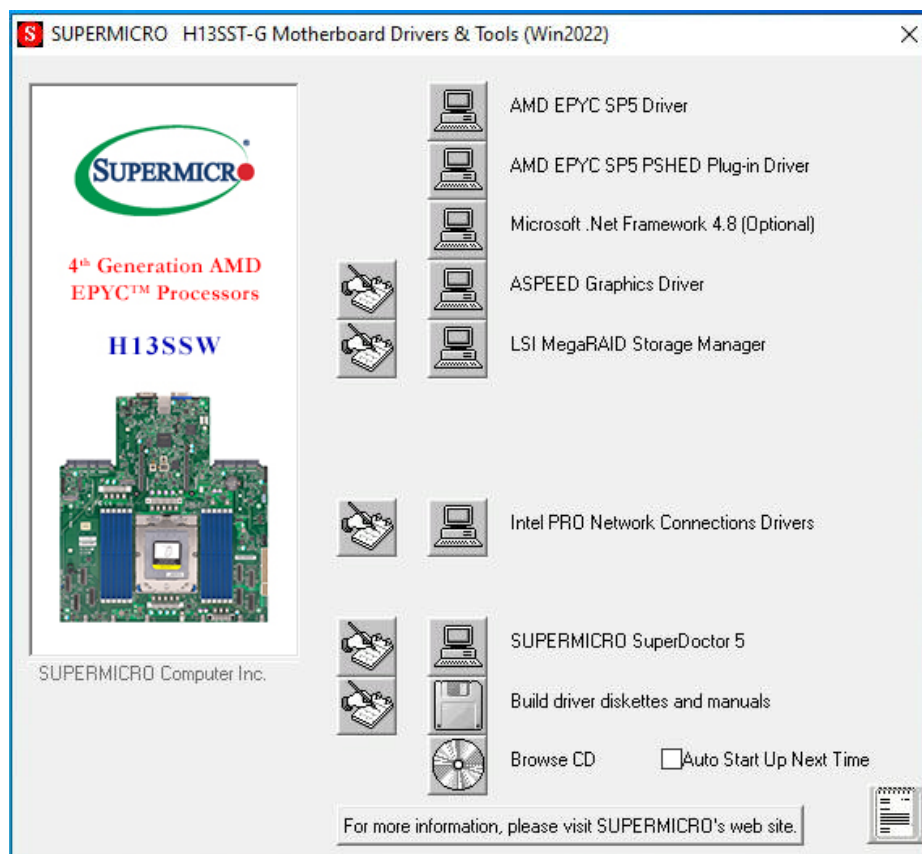 S SUPERMICRO H13SST-G Motherboard Drivers & Tools (Win2022)
SUPERMICR
4th Generation AMD
EPYC™ Processors
H13SSW
SUPERMICRO Computer Inc.
AMD EPYC SP5 Driver
AMD EPYC SP5 PSHED Plug-in Driver
Microsoft .Net Framework 4.8 (Optional)
ASPEED Graphics Driver
LSI MegaRAID Storage Manager
Intel PRO Network Connections Drivers
SUPERMICRO SuperDoctor 5
Build driver diskettes and manuals
Browse CD
Auto Start Up Next Time
For more information, please visit SUPERMICRO's web site.